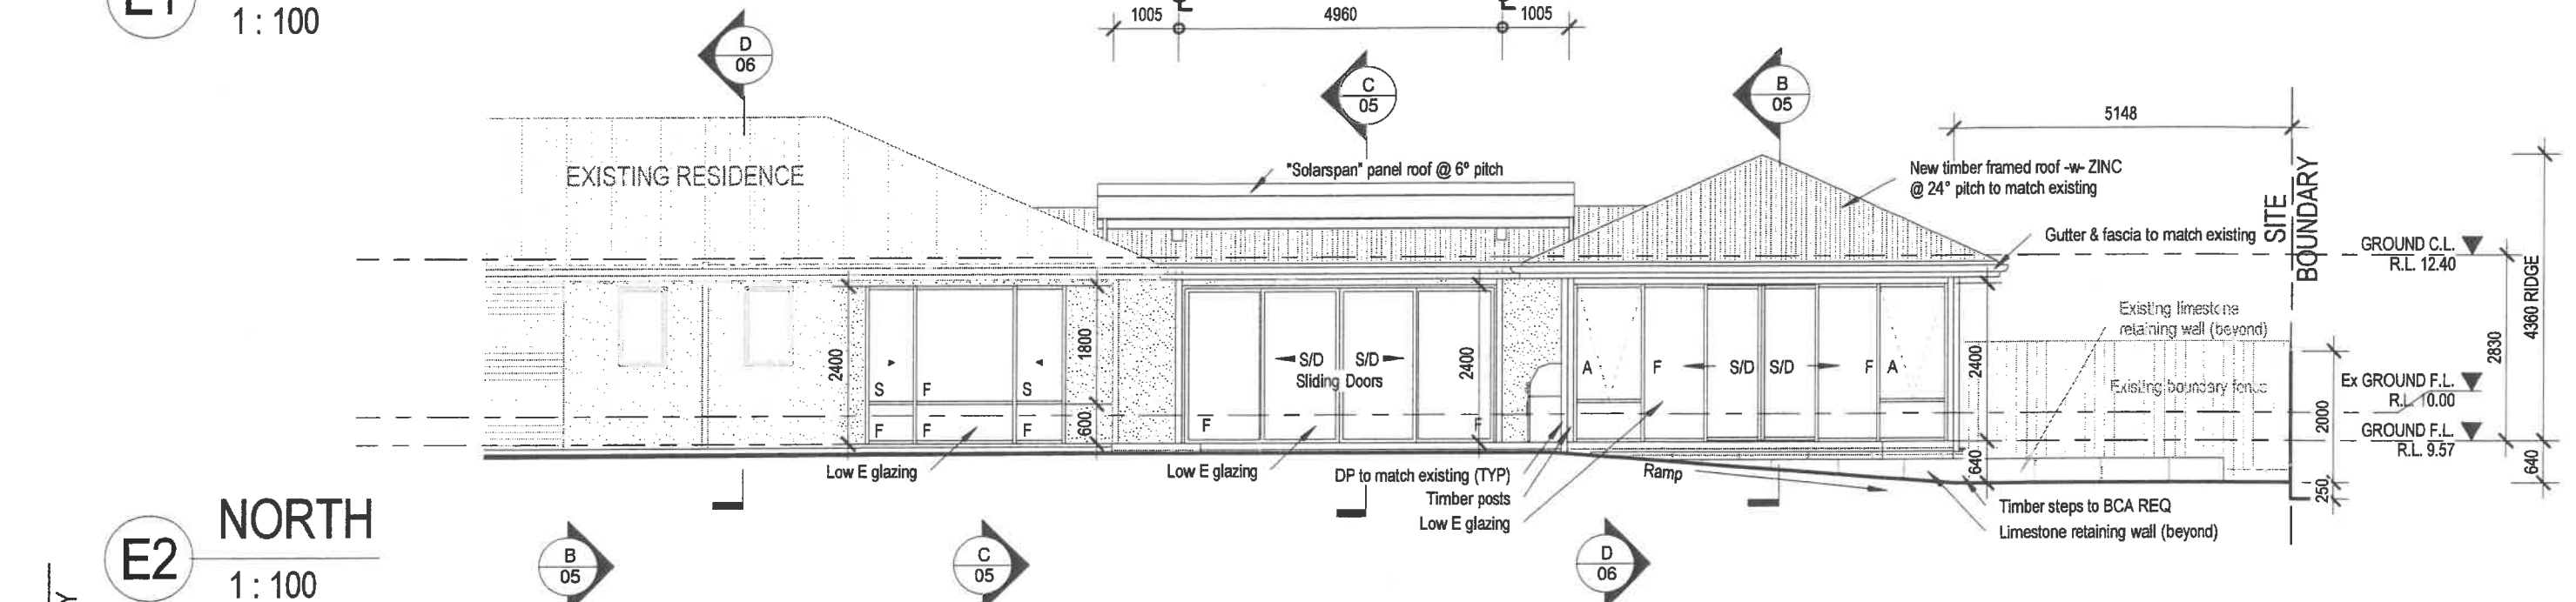 E1
1 : 100
1005
4960
1005
D
06
C
05
B
05
5148
EXISTING RESIDENCE
"Solarspan" panel roof @ 6° pitch
New timber framed roof -w- ZINC
@ 24° pitch to match existing
SITE
BOUNDARY
Gutter & fascia to match existing
GROUND C.L.
R.L. 12.40
4360 RIDGE
2830
Existing limestone
retaining wall (beyond)
Existing boundary fence
Ex GROUND F.L.
R.L. 10.00
GROUND F.L.
R.L. 9.57
2000
640
250
2400
1800
600
S F S
F F F
S/D S/D
Sliding Doors
2400
F F
A F S/D S/D F A
2400
640
Low E glazing
Low E glazing
DP to match existing (TYP)
Timber posts
Low E glazing
Ramp
Timber steps to BCA REQ
Limestone retaining wall (beyond)
E2
NORTH
1 : 100
B
05
C
05
D
06
Y